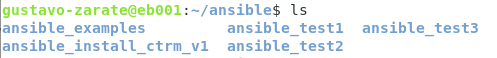 gustavo-zarate@eb001:~/ansible$ ls
ansible_examples ansible_test1 ansible_test3
ansible_install_ctrm_v1 ansible_test2